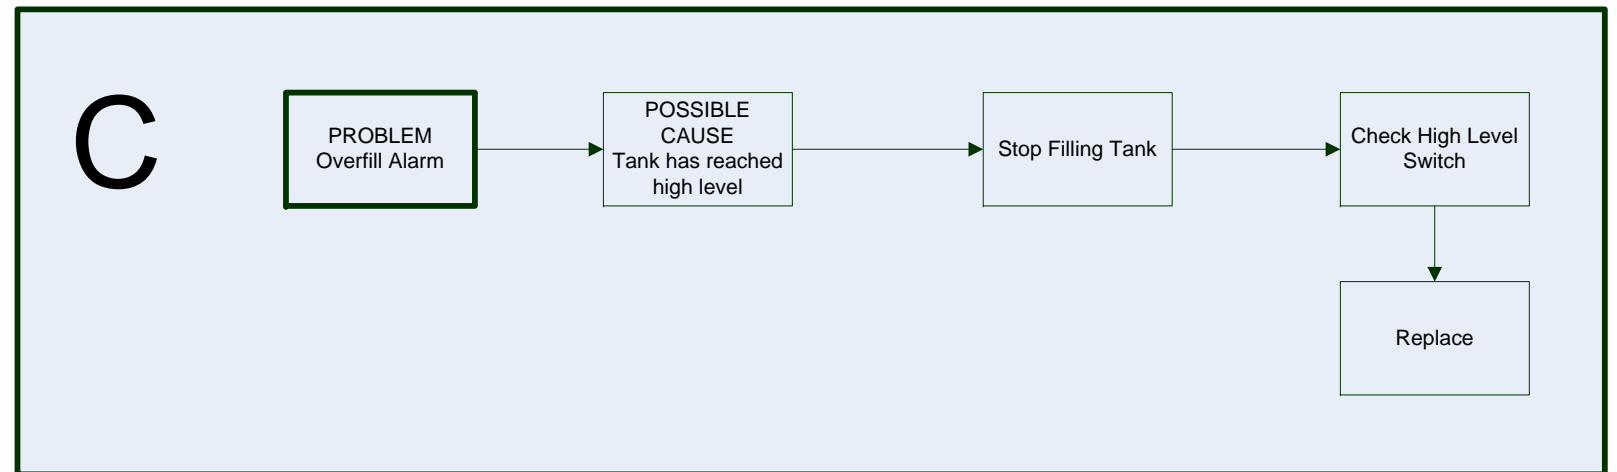 C
PROBLEM
Overfill Alarm
POSSIBLE
CAUSE
Tank has reached
high level
Stop Filling Tank
Check High Level
Switch
Replace